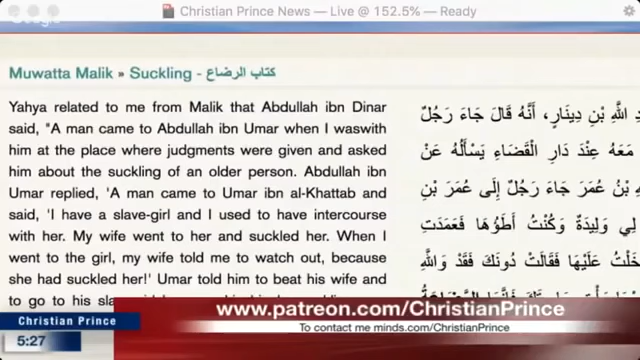 Christian Prince News — Live @ 152.5% — Ready
Muwatta Malik » Suckling - كتاب الرضاع
Yahya related to me from Malik that Abdullah ibn Dinar
said, "A man came to Abdullah ibn Umar when I waswith
him at the place where judgments were given and asked
him about the suckling of an older person. Abdullah ibn
Umar replied, 'A man came to Umar ibn al-Khattab and
said, 'I have a slave-girl and I used to have intercourse
with her. My wife went to her and suckled her. When I
went to the girl, my wife told me to watch out, because
she had suckled her!' Umar told him to beat his wife and
to go to his
دِ اللَّهِ بْنِ دِينَارٍ، أَنَّهُ قَالَ جَاءَ رَجُلٌ
مَعَهُ عِنْدَ دَارِ الْقَضَاءِ يَسْأَلُهُ عَنْ
بْنُ عُمَرَ جَاءَ رَجُلٌ إِلَى عُمَرَ بْنِ
لِي وَلِيدَةٌ وَكُنْتُ أَطَؤُهَا فَعَمَدَتِ
خَلْتُ عَلَيْهَا فَقَالَتْ دُونَكَ فَقَدْ وَاللَّهِ
www.patreon.com/ChristianPrince
To contact me minds.com/ChristianPrince
Christian Prince
5:27